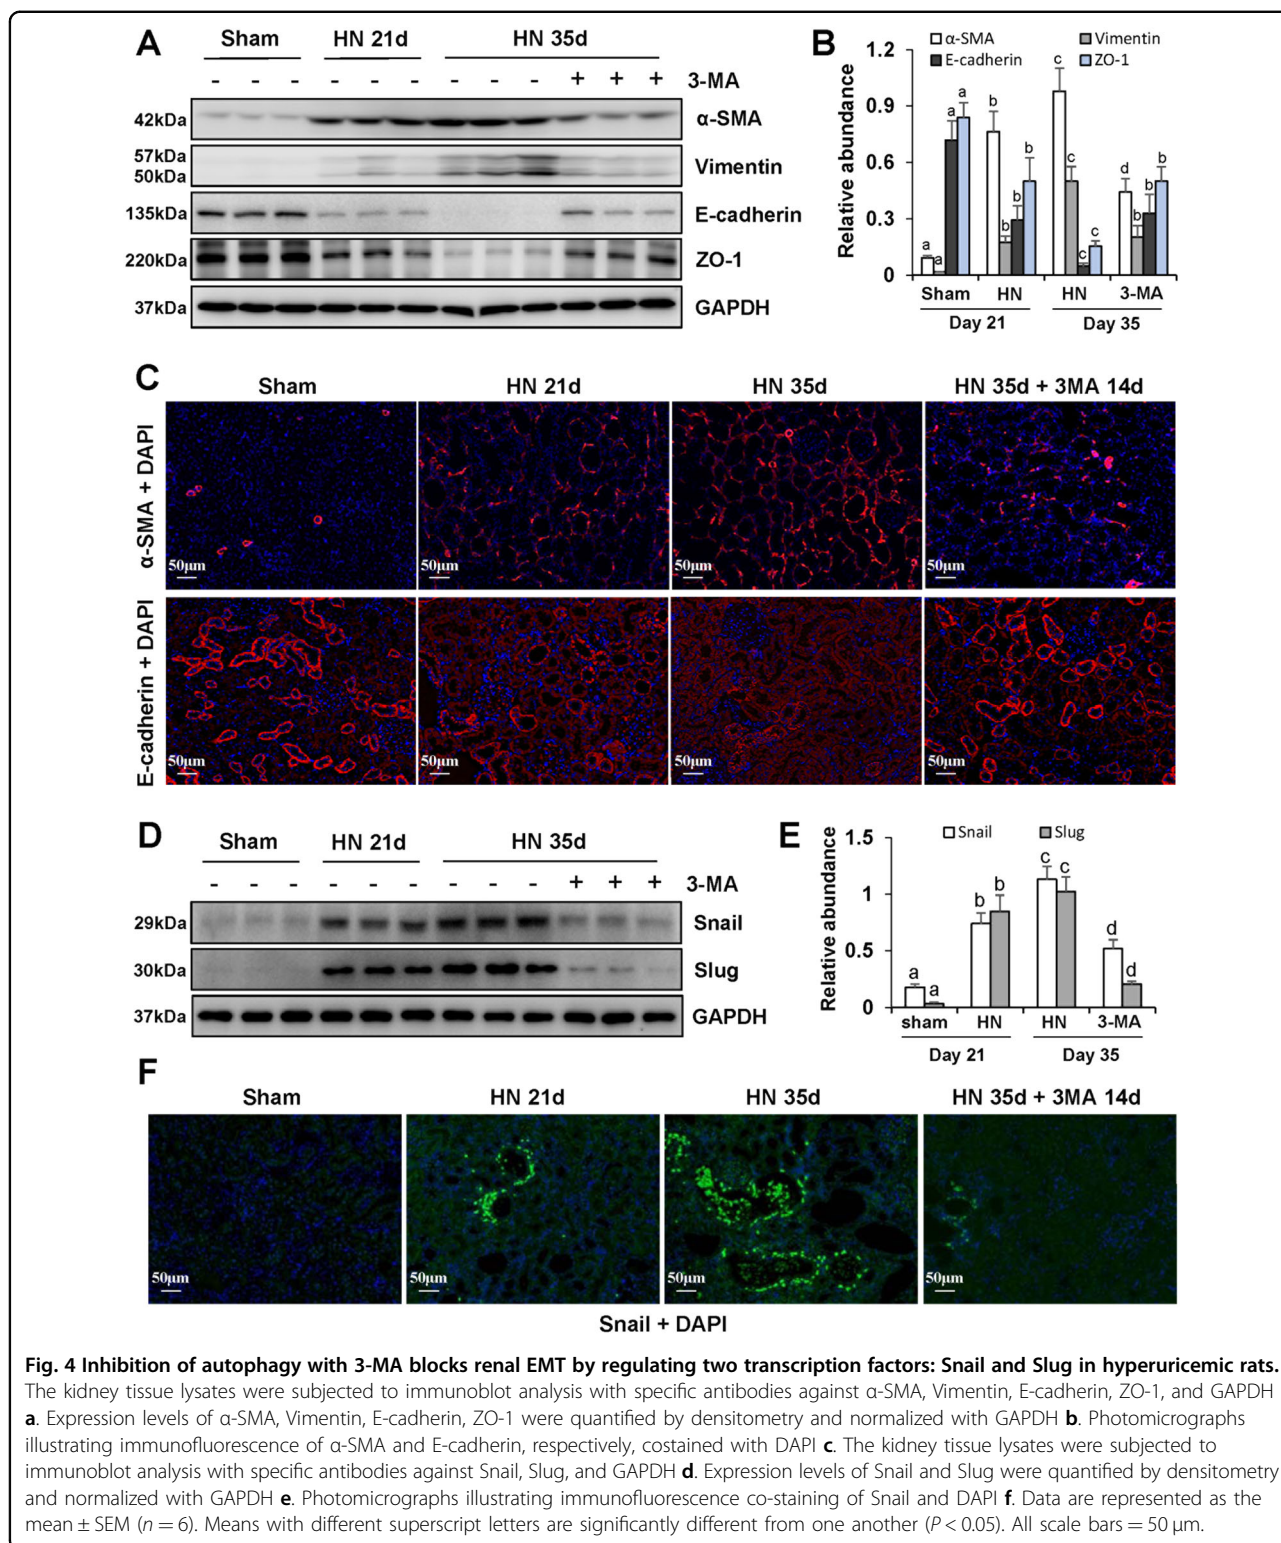 A
Sham
HN 21d
HN 35d
- - - - - - - - - + + + 3-MA
42kDa
α-SMA
57kDa
50kDa
Vimentin
135kDa
E-cadherin
220kDa
ZO-1
37kDa
GAPDH
B
α-SMA
Vimentin
E-cadherin
ZO-1
Relative abundance
1.2
0.9
0.6
0.3
0
a a a a
b b b b
c c c c
d b b b
Sham HN HN 3-MA
Day 21 Day 35
C
Sham HN 21d HN 35d HN 35d + 3MA 14d
α-SMA + DAPI
50µm 50µm 50µm 50µm
E-cadherin + DAPI
50µm 50µm 50µm 50µm
D
Sham
HN 21d
HN 35d
- - - - - - - - - + + + 3-MA
29kDa
Snail
30kDa
Slug
37kDa
GAPDH
E
Snail
Slug
Relative abundance
1.5
1
0.5
0
a a
b b
c c
d d
sham HN HN 3-MA
Day 21 Day 35
F
Sham HN 21d HN 35d HN 35d + 3MA 14d
50µm 50µm 50µm 50µm
Snail + DAPI
Fig. 4 Inhibition of autophagy with 3-MA blocks renal EMT by regulating two transcription factors: Snail and Slug in hyperuricemic rats.
The kidney tissue lysates were subjected to immunoblot analysis with specific antibodies against α-SMA, Vimentin, E-cadherin, ZO-1, and GAPDH
a. Expression levels of α-SMA, Vimentin, E-cadherin, ZO-1 were quantified by densitometry and normalized with GAPDH b. Photomicrographs
illustrating immunofluorescence of α-SMA and E-cadherin, respectively, costained with DAPI c. The kidney tissue lysates were subjected to
immunoblot analysis with specific antibodies against Snail, Slug, and GAPDH d. Expression levels of Snail and Slug were quantified by densitometry
and normalized with GAPDH e. Photomicrographs illustrating immunofluorescence co-staining of Snail and DAPI f. Data are represented as the
mean ± SEM (n = 6). Means with different superscript letters are significantly different from one another (P < 0.05). All scale bars = 50 µm.